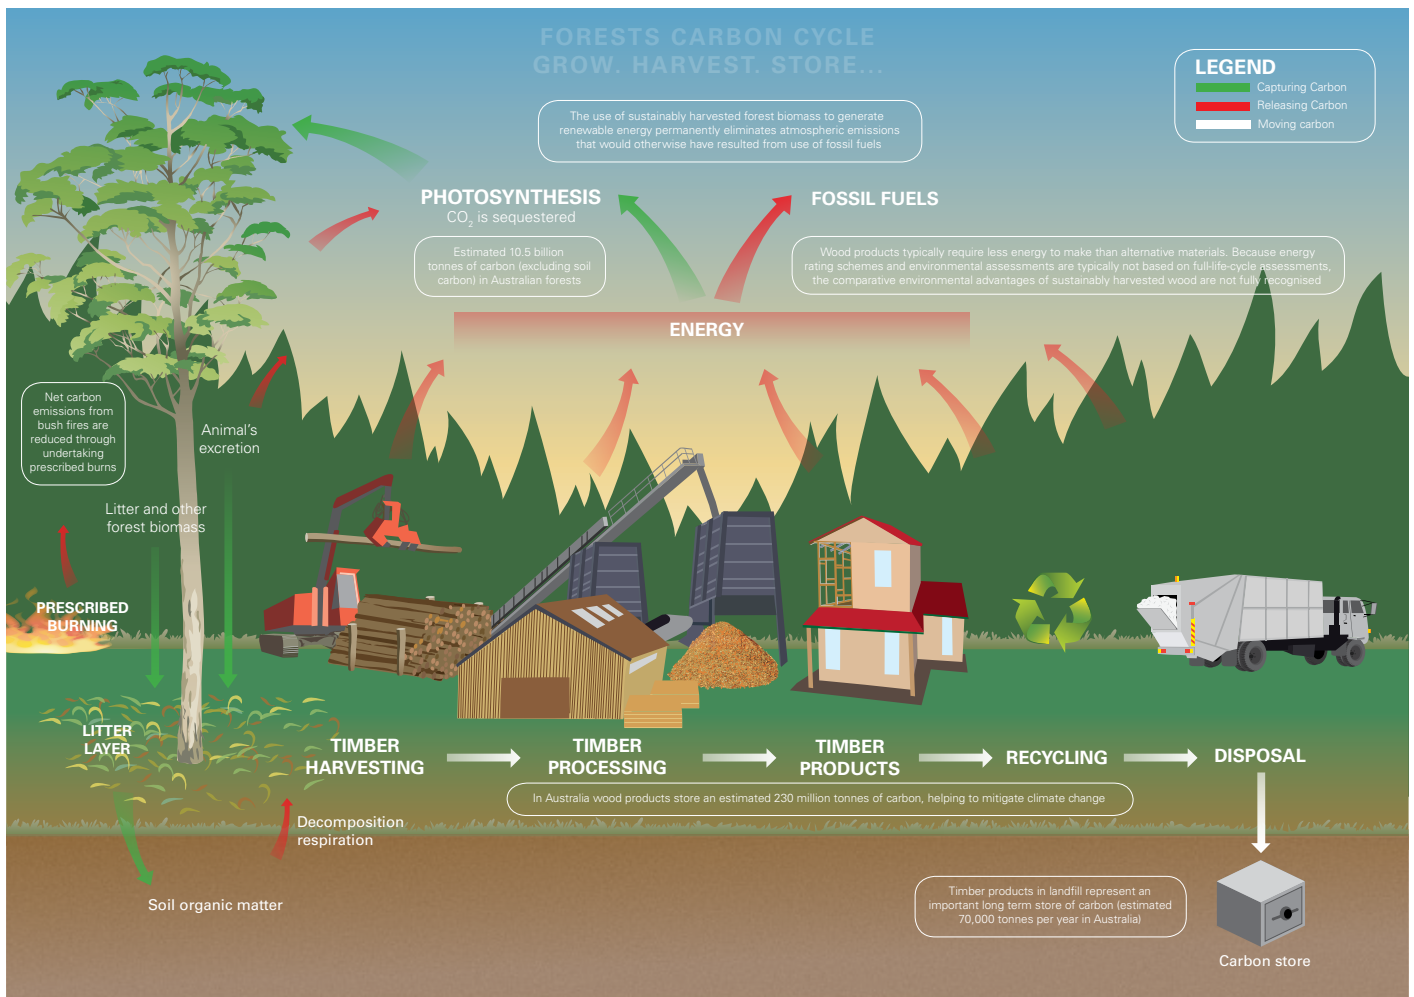 FORESTS CARBON CYCLE
GROW. HARVEST. STORE...
LEGEND
Capturing Carbon
Releasing Carbon
Moving carbon
The use of sustainably harvested forest biomass to generate
renewable energy permanently eliminates atmospheric emissions
that would otherwise have resulted from use of fossil fuels
PHOTOSYNTHESIS
CO2 is sequestered
Estimated 10.5 billion
tonnes of carbon (excluding soil
carbon) in Australian forests
FOSSIL FUELS
Wood products typically require less energy to make than alternative materials. Because energy
rating schemes and environmental assessments are typically not based on full-life-cycle assessments,
the comparative environmental advantages of sustainably harvested wood are not fully recognised
ENERGY
Net carbon
emissions from
bush fires are
reduced through
undertaking
prescribed burns
Animal's
excretion
Litter and other
forest biomass
PRESCRIBED
BURNING
LITTER
LAYER
TIMBER
HARVESTING
TIMBER
PROCESSING
TIMBER
PRODUCTS
RECYCLING
DISPOSAL
In Australia wood products store an estimated 230 million tonnes of carbon, helping to mitigate climate change
Decomposition
respiration
Soil organic matter
Timber products in landfill represent an
important long term store of carbon (estimated
70,000 tonnes per year in Australia)
Carbon store